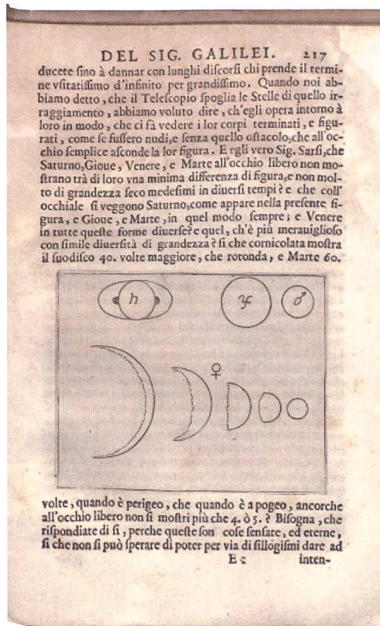 DEL SIG. GALILEI. 217
ducete sino à dannar con lunghi discorsi chi prende il termi-
ne vsitatissimo d'infinito per grandissimo. Quando noi ab-
biamo detto, che il Telescopio spoglia le Stelle di quello ir-
raggiamento, abbiamo voluto dire, ch'egli opera intorno à
loro in modo, che ci fà vedere i lor corpi terminati, e figu-
rati, come se fussero nudi, e senza quello ostacolo, che all'oc-
chio semplice asconde la lor figura. E egli vero Sig. Sarsi, che
Saturno, Gioue, Venere, e Marte all'occhio libero non mo-
strano trà di loro vna minima differenza di figura, e non mol-
to di grandezza seco medesimi in diuersi tempi? e che coll'
occhiale si veggono Saturno, come appare nella presente fi-
gura, e Gioue, e Marte, in quel modo sempre; e Venere
in tutte queste forme diuerse? e quel, ch'è più merauiglioso
con simile diuersità di grandezza? sì che cornicolata mostra
il suo disco 40. volte maggiore, che rotonda, e Marte 60.
♄ ♃ ♂
♀
volte, quando è perigeo, che quando è apogeo, ancorche
all'occhio libero non si mostri più che 4. ò 5.? Bisogna, che
rispondiate di sì, perche queste son cose sensate, ed eterne,
sì che non si può sperare di poter per via di sillogismi dare ad
E e inten-